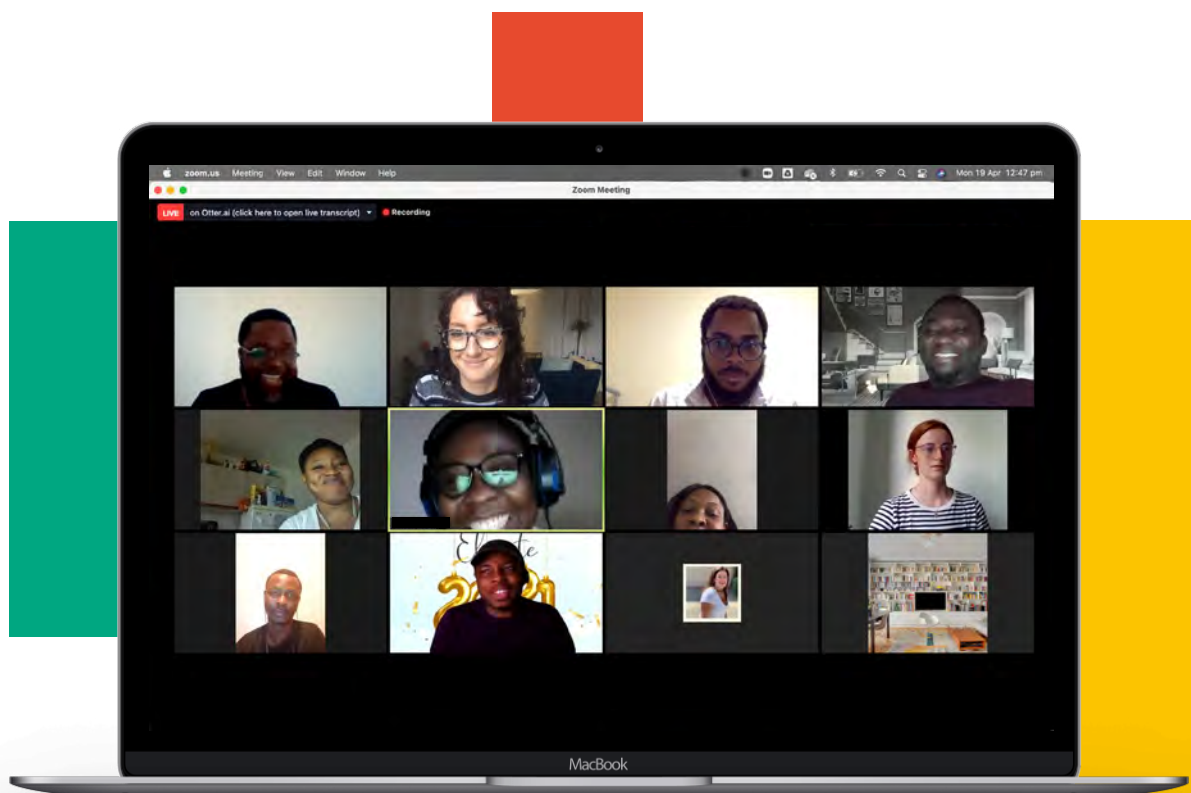 zoom.us Meeting View Edit Window Help Mon 19 Apr 12:47 pm
Zoom Meeting
LIVE on Otter.ai (click here to open live transcript) Recording
MacBook